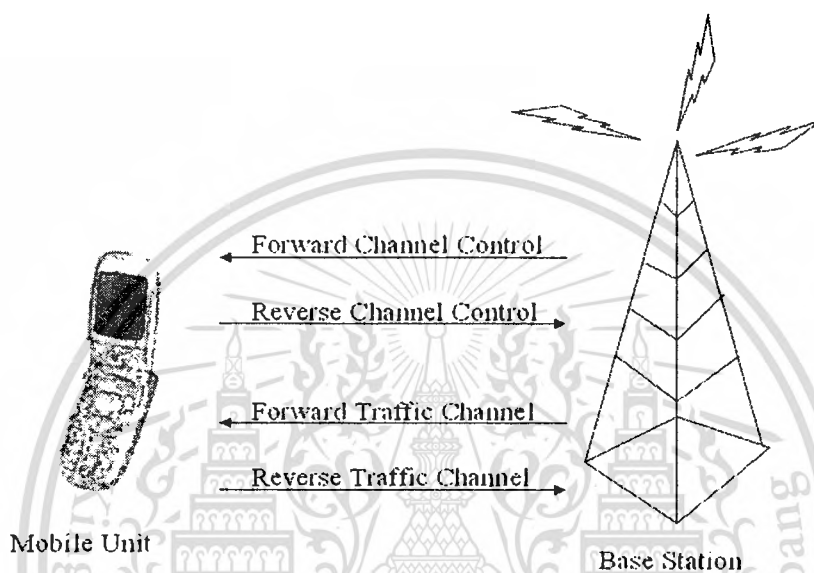 Forward Channel Control
Reverse Channel Control
Forward Traffic Channel
Reverse Traffic Channel
Mobile Unit
Base Station